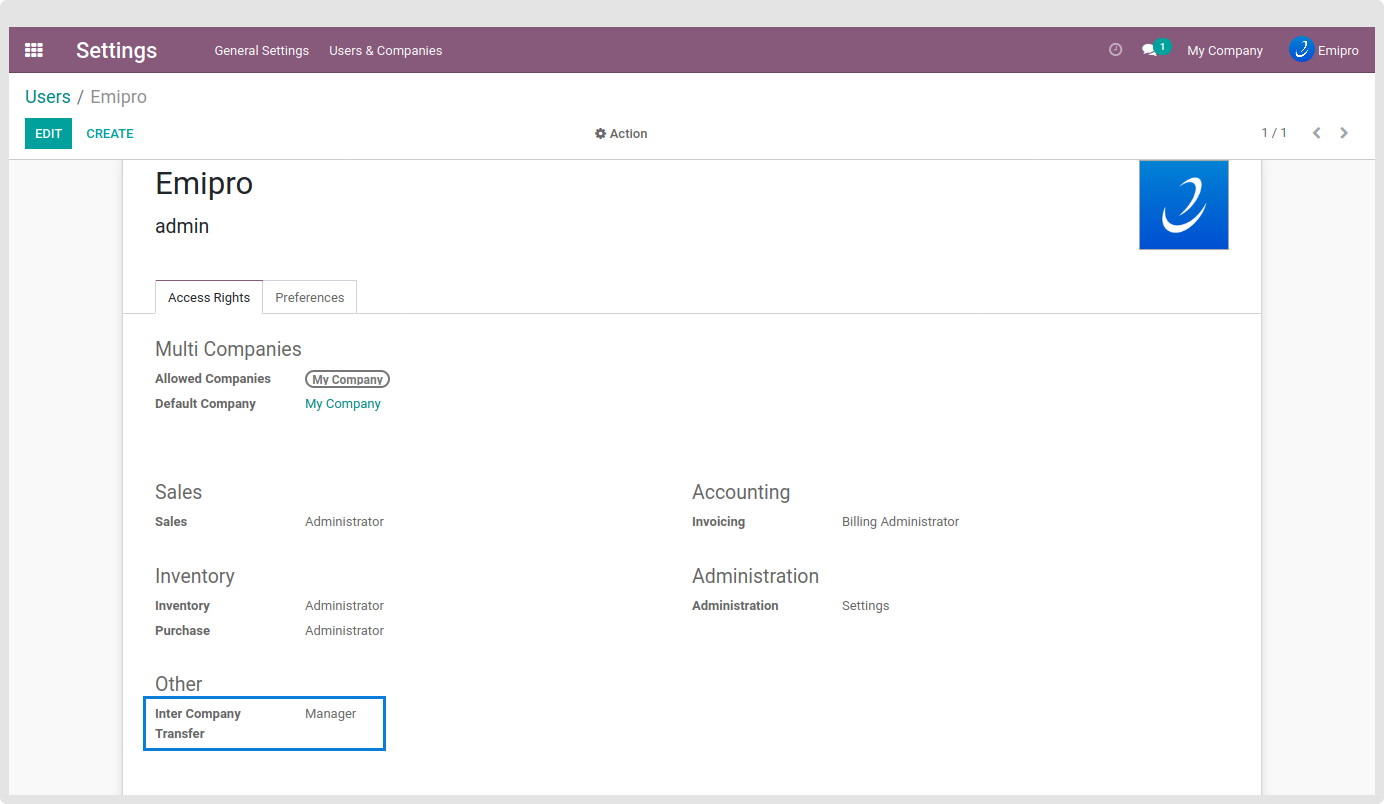 Settings General Settings Users & Companies 1 My Company Emipro
Users / Emipro
EDIT CREATE Action 1 / 1
Emipro
admin
Access Rights Preferences
Multi Companies
Allowed Companies My Company
Default Company My Company
Sales Accounting
Sales Administrator Invoicing Billing Administrator
Inventory Administration
Inventory Administrator Administration Settings
Purchase Administrator
Other
Inter Company Manager
Transfer